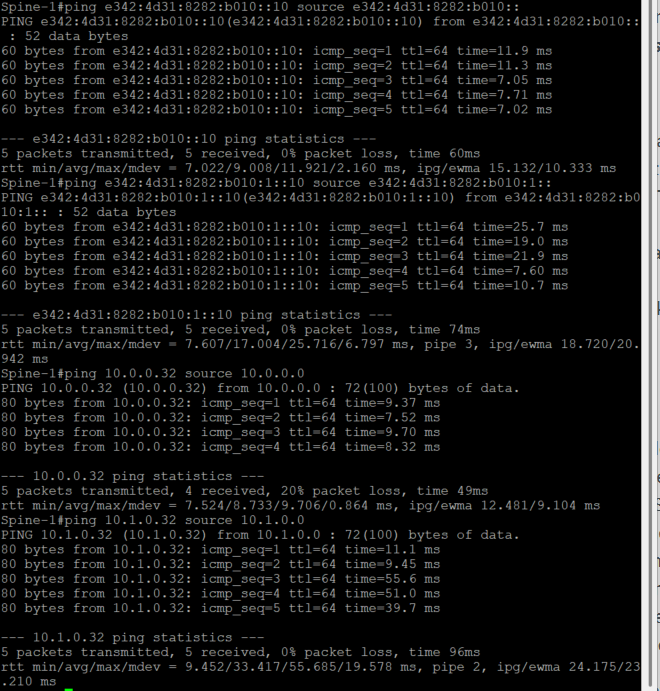 Spine-1#ping e342:4d31:8282:b010::10 source e342:4d31:8282:b010::
PING e342:4d31:8282:b010::10(e342:4d31:8282:b010::10) from e342:4d31:8282:b010::
 : 52 data bytes
60 bytes from e342:4d31:8282:b010::10: icmp_seq=1 ttl=64 time=11.9 ms
60 bytes from e342:4d31:8282:b010::10: icmp_seq=2 ttl=64 time=11.3 ms
60 bytes from e342:4d31:8282:b010::10: icmp_seq=3 ttl=64 time=7.05 ms
60 bytes from e342:4d31:8282:b010::10: icmp_seq=4 ttl=64 time=7.71 ms
60 bytes from e342:4d31:8282:b010::10: icmp_seq=5 ttl=64 time=7.02 ms
--- e342:4d31:8282:b010::10 ping statistics ---
5 packets transmitted, 5 received, 0% packet loss, time 60ms
rtt min/avg/max/mdev = 7.022/9.008/11.921/2.160 ms, ipg/ewma 15.132/10.333 ms
Spine-1#ping e342:4d31:8282:b010:1::10 source e342:4d31:8282:b010:1::
PING e342:4d31:8282:b010:1::10(e342:4d31:8282:b010:1::10) from e342:4d31:8282:b0
10:1:: : 52 data bytes
60 bytes from e342:4d31:8282:b010:1::10: icmp_seq=1 ttl=64 time=25.7 ms
60 bytes from e342:4d31:8282:b010:1::10: icmp_seq=2 ttl=64 time=19.0 ms
60 bytes from e342:4d31:8282:b010:1::10: icmp_seq=3 ttl=64 time=21.9 ms
60 bytes from e342:4d31:8282:b010:1::10: icmp_seq=4 ttl=64 time=7.60 ms
60 bytes from e342:4d31:8282:b010:1::10: icmp_seq=5 ttl=64 time=10.7 ms
--- e342:4d31:8282:b010:1::10 ping statistics ---
5 packets transmitted, 5 received, 0% packet loss, time 74ms
rtt min/avg/max/mdev = 7.607/17.004/25.716/6.797 ms, pipe 3, ipg/ewma 18.720/20.
942 ms
Spine-1#ping 10.0.0.32 source 10.0.0.0
PING 10.0.0.32 (10.0.0.32) from 10.0.0.0 : 72(100) bytes of data.
80 bytes from 10.0.0.32: icmp_seq=1 ttl=64 time=9.37 ms
80 bytes from 10.0.0.32: icmp_seq=2 ttl=64 time=7.52 ms
80 bytes from 10.0.0.32: icmp_seq=3 ttl=64 time=9.70 ms
80 bytes from 10.0.0.32: icmp_seq=4 ttl=64 time=8.32 ms
--- 10.0.0.32 ping statistics ---
5 packets transmitted, 4 received, 20% packet loss, time 49ms
rtt min/avg/max/mdev = 7.524/8.733/9.706/0.864 ms, ipg/ewma 12.481/9.104 ms
Spine-1#ping 10.1.0.32 source 10.1.0.0
PING 10.1.0.32 (10.1.0.32) from 10.1.0.0 : 72(100) bytes of data.
80 bytes from 10.1.0.32: icmp_seq=1 ttl=64 time=11.1 ms
80 bytes from 10.1.0.32: icmp_seq=2 ttl=64 time=9.45 ms
80 bytes from 10.1.0.32: icmp_seq=3 ttl=64 time=55.6 ms
80 bytes from 10.1.0.32: icmp_seq=4 ttl=64 time=51.0 ms
80 bytes from 10.1.0.32: icmp_seq=5 ttl=64 time=39.7 ms
--- 10.1.0.32 ping statistics ---
5 packets transmitted, 5 received, 0% packet loss, time 96ms
rtt min/avg/max/mdev = 9.452/33.417/55.685/19.578 ms, pipe 2, ipg/ewma 24.175/23
.210 ms